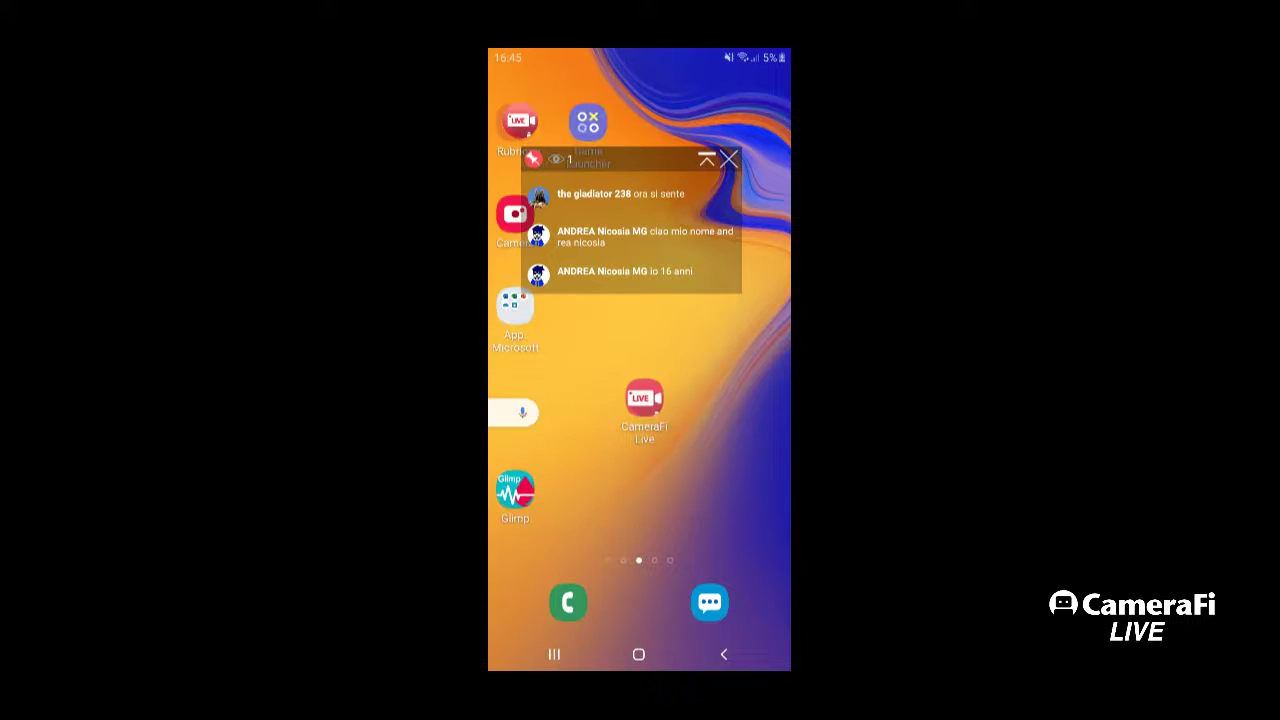 16:45
5%
LIVE
Game
Launcher
1
the gladiator 238 ora si sente
ANDREA Nicosia MG ciao mio nome and
rea nicosia
ANDREA Nicosia MG io 16 anni
App.
Microsoft
LIVE
CameraFi
Live
Glimp
Glimp
CameraFi
LIVE